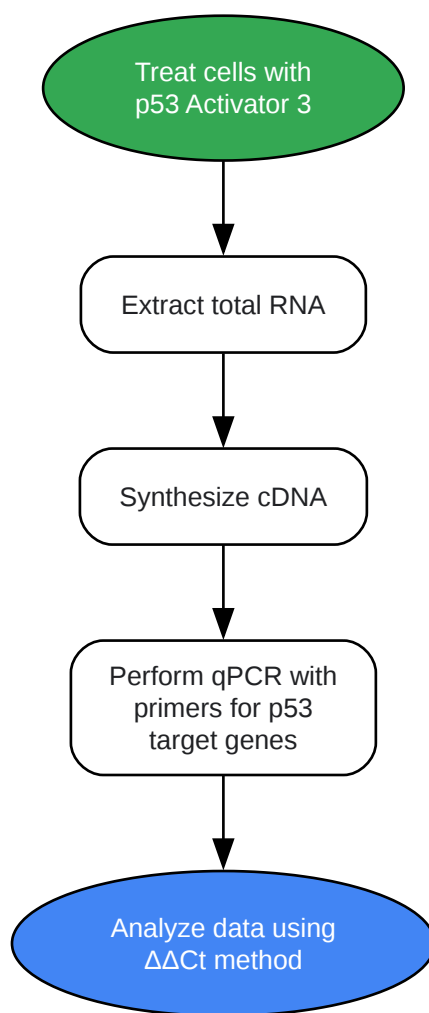 Treat cells with
p53 Activator 3
Extract total RNA
Synthesize cDNA
Perform qPCR with
primers for p53
target genes
Analyze data using
ΔΔCt method